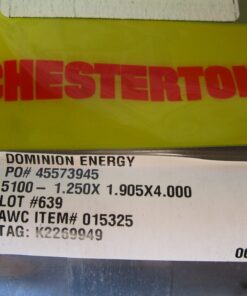 CHESTERTON
DOMINION ENERGY
PO# 45573945
5100- 1.250X 1.905X4.000
LOT #639
AWC ITEM# 015325
TAG: K2269949